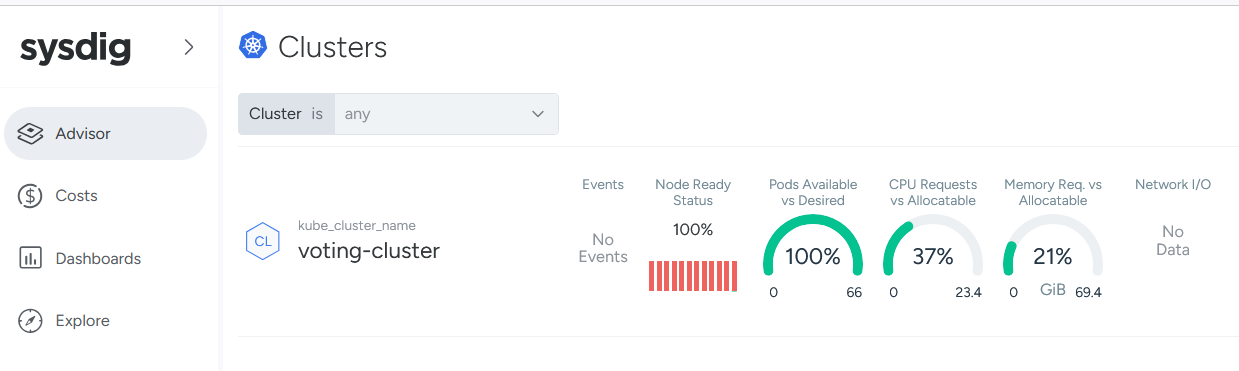 sysdig
Clusters
Cluster is any
Advisor
Costs
Dashboards
Explore
CL
kube_cluster_name
voting-cluster
Events
No
Events
Node Ready
Status
100%
Pods Available
vs Desired
100%
0 66
CPU Requests
vs Allocatable
37%
0 23.4
Memory Req. vs
Allocatable
21%
0 GiB 69.4
Network I/O
No
Data